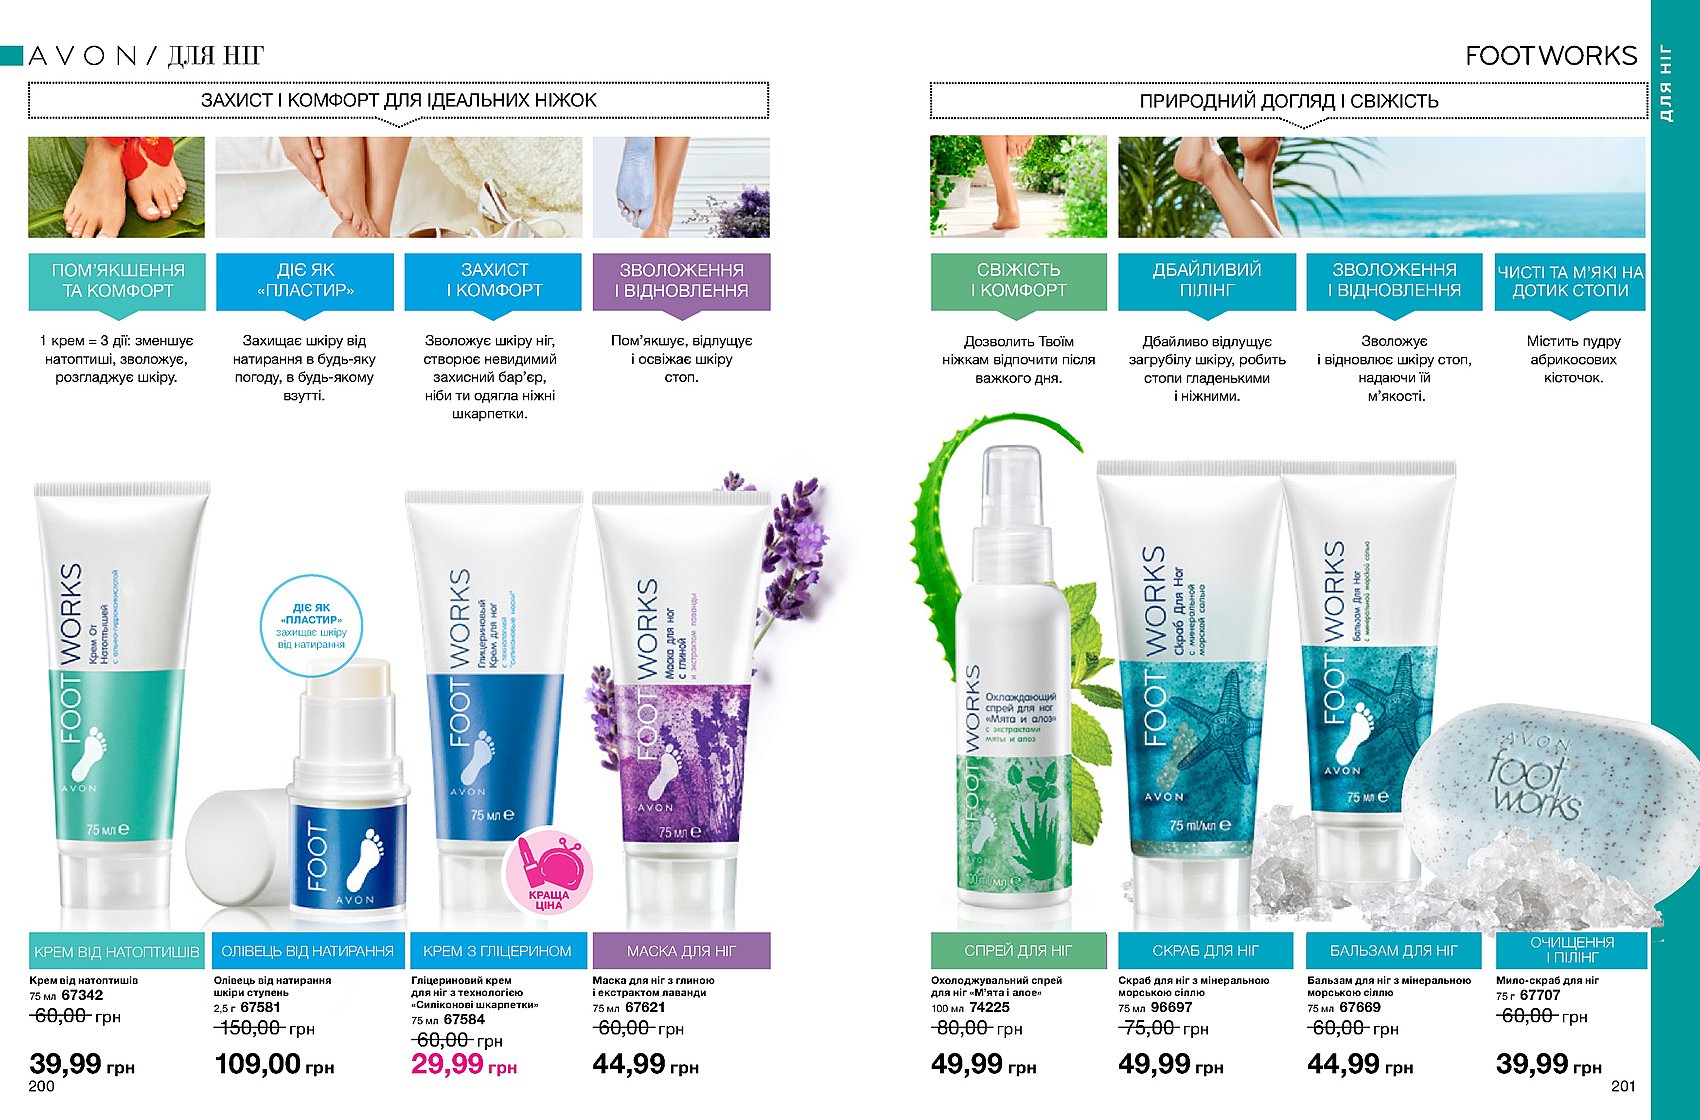 AVON / ДЛЯ НІГ
ЗАХИСТ І КОМФОРТ ДЛЯ ІДЕАЛЬНИХ НІЖОК
ПОМ'ЯКШЕННЯ
ТА КОМФОРТ
1 крем = 3 дії: зменшує
натоптиші, зволожує,
розгладжує шкіру.
ДІЄ ЯК
«ПЛАСТИР»
Захищає шкіру від
натирання в будь-яку
погоду, в будь-якому
взутті.
ЗАХИСТ
І КОМФОРТ
Зволожує шкіру ніг,
створює невидимий
захисний бар'єр,
ніби ти одягла ніжні
шкарпетки.
ЗВОЛОЖЕННЯ
І ВІДНОВЛЕННЯ
Пом'якшує, відлущує
і освіжає шкіру
стоп.
FOOT WORKS
Крем От
Натоптышей
с альфа-гидроксикислотой
AVON
75 мл e
ДІЄ ЯК
«ПЛАСТИР»
захищає шкіру
від натирання
FOOT
AVON
FOOT WORKS
Глицериновый
Крем для ног
с технологией
"силиконовые носки"
AVON
75 мл e
КРАЩА
ЦІНА
FOOT WORKS
Маска для ног
с глиной
и экстрактом лаванды
AVON
75 мл e
КРЕМ ВІД НАТОПТИШІВ
Крем від натоптишів
75 мл 67342
60,00 грн
39,99 грн
ОЛІВЕЦЬ ВІД НАТИРАННЯ
Олівець від натирання
шкіри ступень
2,5 г 67581
150,00 грн
109,00 грн
КРЕМ З ГЛІЦЕРИНОМ
Гліцериновий крем
для ніг з технологією
«Силіконові шкарпетки»
75 мл 67584
60,00 грн
29,99 грн
МАСКА ДЛЯ НІГ
Маска для ніг з глиною
і екстрактом лаванди
75 мл 67621
60,00 грн
44,99 грн
200
FOOT WORKS
ДЛЯ НІГ
ПРИРОДНИЙ ДОГЛЯД І СВІЖІСТЬ
СВІЖІСТЬ
І КОМФОРТ
Дозволить Твоїм
ніжкам відпочити після
важкого дня.
ДБАЙЛИВИЙ
ПІЛІНГ
Дбайливо відлущує
загрубілу шкіру, робить
стопи гладенькими
і ніжними.
ЗВОЛОЖЕННЯ
І ВІДНОВЛЕННЯ
Зволожує
і відновлює шкіру стоп,
надаючи їй
м'якості.
ЧИСТІ ТА М'ЯКІ НА
ДОТИК СТОПИ
Містить пудру
абрикосових
кісточок.
FOOT WORKS
Охлаждающий
спрей для ног
«Мята и алоэ»
с экстрактами
мяты и алоэ
AVON
100 ml/мл e
FOOT WORKS
Скраб Для Ног
с минеральной
морской солью
AVON
75 ml/мл e
FOOT WORKS
Бальзам Для Ног
с минеральной морской солью
AVON
75 мл e
AVON
foot
works
СПРЕЙ ДЛЯ НІГ
Охолоджувальний спрей
для ніг «М'ята і алое»
100 мл 74225
80,00 грн
49,99 грн
СКРАБ ДЛЯ НІГ
Скраб для ніг з мінеральною
морською сіллю
75 мл 96697
75,00 грн
49,99 грн
БАЛЬЗАМ ДЛЯ НІГ
Бальзам для ніг з мінеральною
морською сіллю
75 мл 67669
60,00 грн
44,99 грн
ОЧИЩЕННЯ
І ПІЛІНГ
Мило-скраб для ніг
75 г 67707
60,00 грн
39,99 грн
201